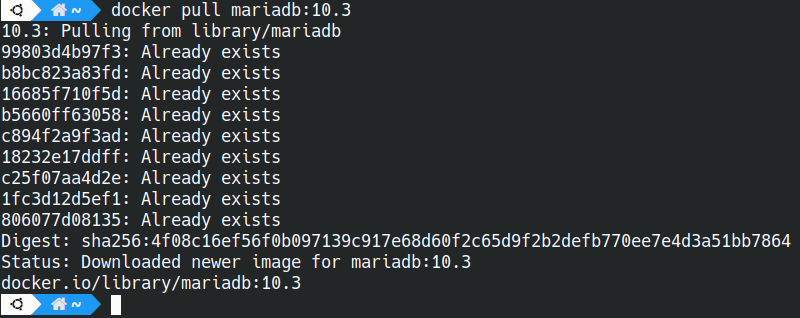 ~ docker pull mariadb:10.3
10.3: Pulling from library/mariadb
99803d4b97f3: Already exists
b8bc823a83fd: Already exists
16685f710f5d: Already exists
b5660ff63058: Already exists
c894f2a9f3ad: Already exists
18232e17ddff: Already exists
c25f07aa4d2e: Already exists
1fc3d12d5ef1: Already exists
806077d08135: Already exists
Digest: sha256:4f08c16ef56f0b097139c917e68d60f2c65d9f2b2defb770ee7e4d3a51bb7864
Status: Downloaded newer image for mariadb:10.3
docker.io/library/mariadb:10.3
~